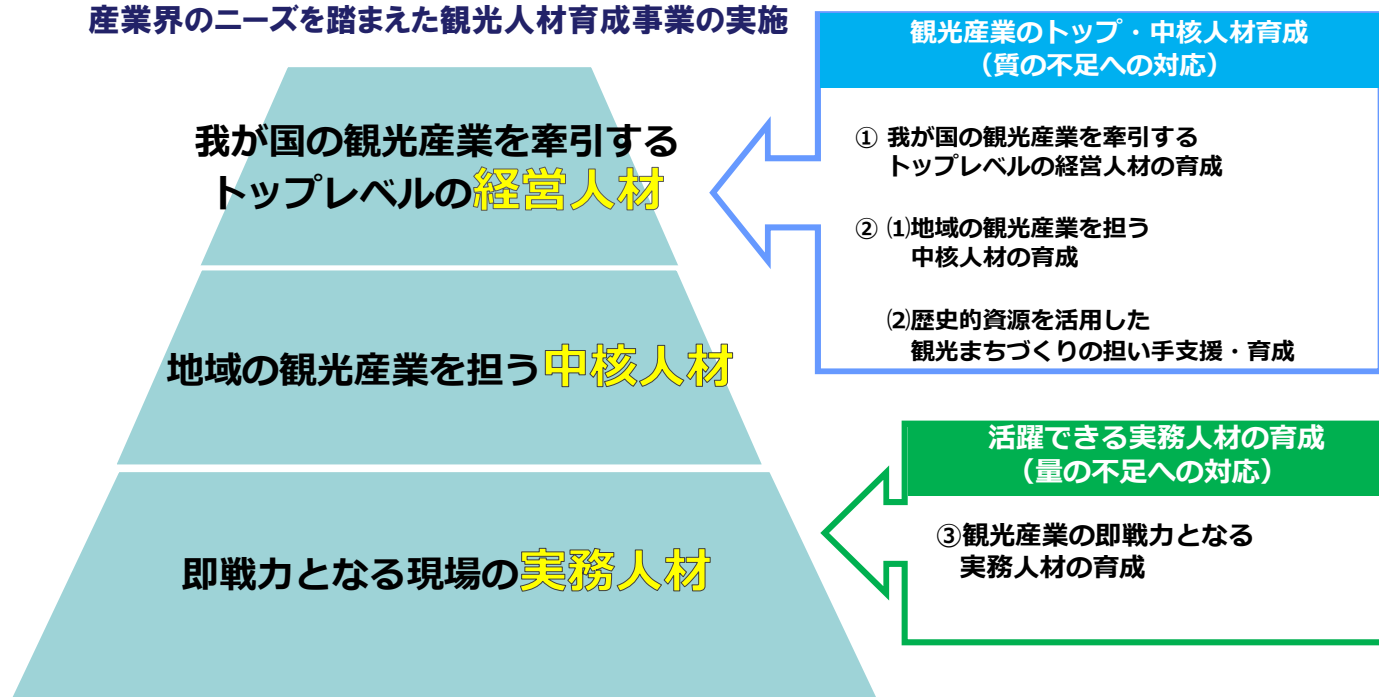 産業界のニーズを踏まえた観光人材育成事業の実施
我が国の観光産業を牽引する
トップレベルの経営人材
地域の観光産業を担う中核人材
即戦力となる現場の実務人材
観光産業のトップ・中核人材育成
（質の不足への対応）
① 我が国の観光産業を牽引する
トップレベルの経営人材の育成
② ⑴地域の観光産業を担う
中核人材の育成
⑵歴史的資源を活用した
観光まちづくりの担い手支援・育成
活躍できる実務人材の育成
（量の不足への対応）
③観光産業の即戦力となる
実務人材の育成